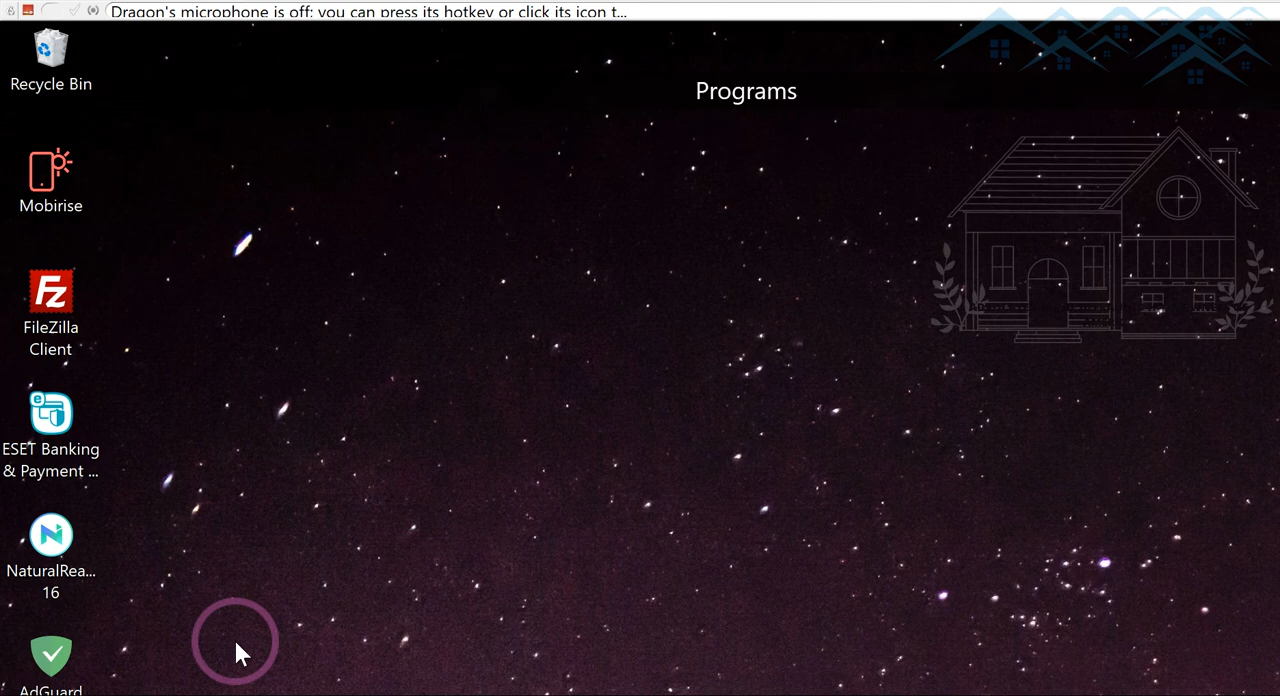 Dragon's microphone is off: you can press its hotkey or click its icon t...
Recycle Bin
Programs
Mobirise
FileZilla
Client
ESET Banking
& Payment ...
NaturalRea...
16
AdGuard